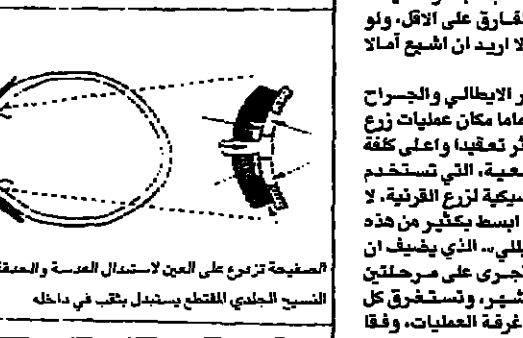 لقارق على الاقل، ولو
لا اريد ان اشيع آمالا
ر الايطالي والجراح
ماما مكان عمليات زرع
ثر تعقيدا واعلى كلفة
معية، التي تستخدم
سيكية لزرع القرنية، لا
ابسط بكثير من هذه
يللي»، الذي يضيف ان
جرى على مرحلتين
شير، وتستغرق كل
غرفة العمليات، وفقا
الصفيحة تزرع على العين لاستبدال العدسة والحدقة
النسيج الجلدي المقتطع يستبدل بثقب في داخله